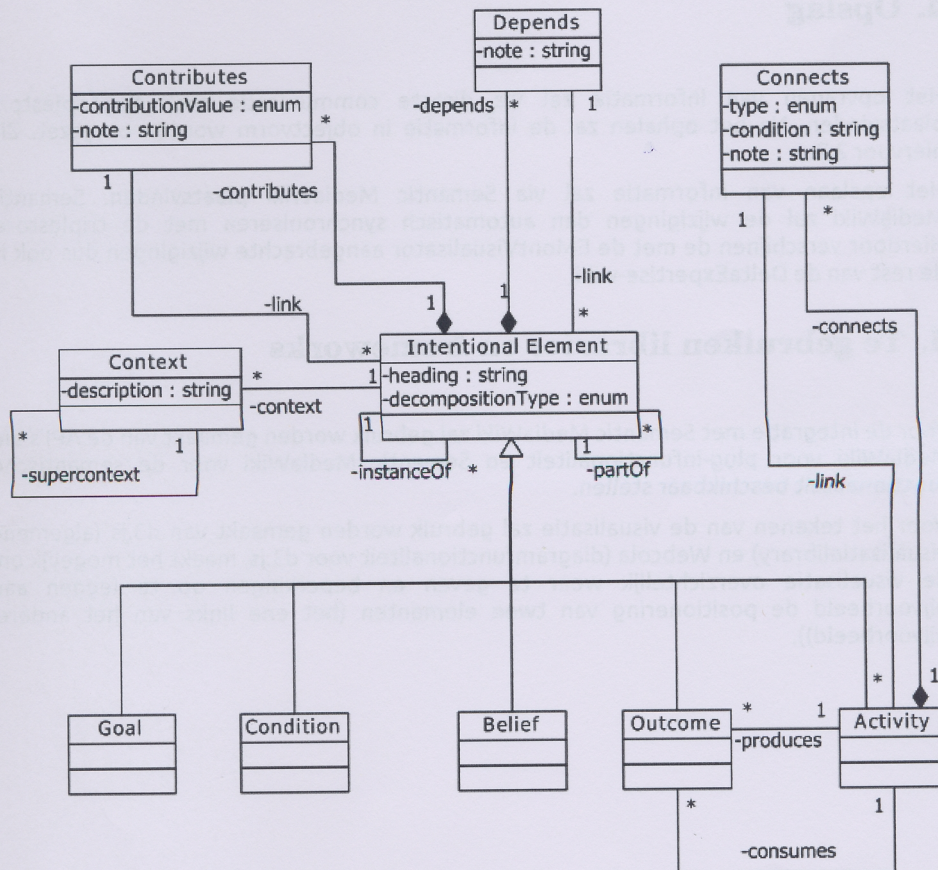 Depends
-note : string
Contributes
-contributionValue : enum
-note : string
Connects
-type : enum
-condition : string
-note : string
-depends
*
1
*
1
-contributes
1
-link
-link
1
1
*
-connects
Context
-description : string
*
-context
*
1
Intentional Element
-heading : string
-decompositionType : enum
*
1
-supercontext
1
-instanceOf
*
1
-partOf
*
-link
Goal
Condition
Belief
Outcome
*
-produces
1
Activity
*
1
*
1
-consumes